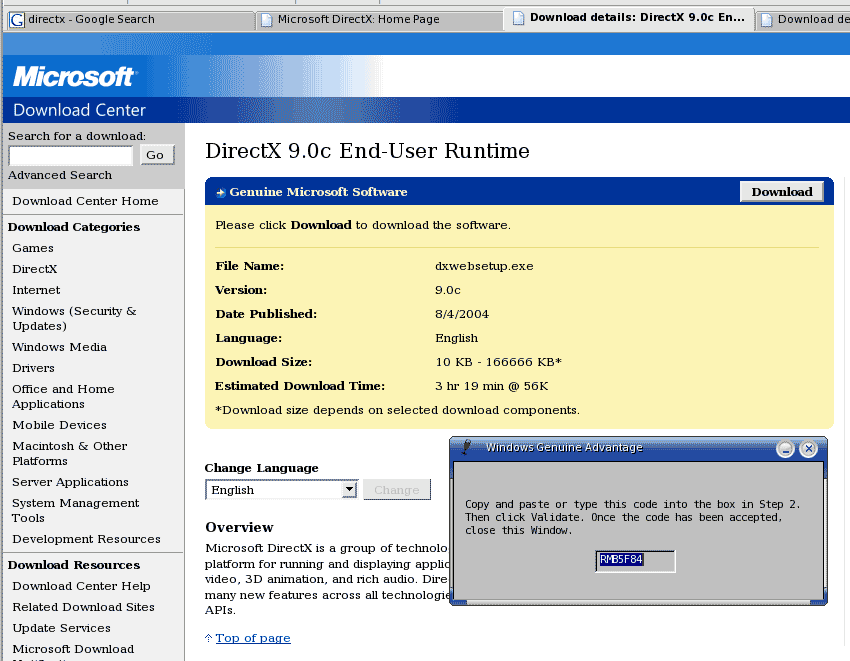 directx - Google Search
Microsoft DirectX: Home Page
Download details: DirectX 9.0c En...
Download de
Microsoft
Download Center
Search for a download:
Go
Advanced Search
Download Center Home
Download Categories
Games
DirectX
Internet
Windows (Security &
Updates)
Windows Media
Drivers
Office and Home
Applications
Mobile Devices
Macintosh & Other
Platforms
Server Applications
System Management
Tools
Development Resources
Download Resources
Download Center Help
Related Download Sites
Update Services
Microsoft Download
DirectX 9.0c End-User Runtime
Genuine Microsoft Software
Download
Please click Download to download the software.
File Name: dxwebsetup.exe
Version: 9.0c
Date Published: 8/4/2004
Language: English
Download Size: 10 KB - 166666 KB*
Estimated Download Time: 3 hr 19 min @ 56K
*Download size depends on selected download components.
Change Language
English
Change
Overview
Microsoft DirectX is a group of technolo
platform for running and displaying applic
video, 3D animation, and rich audio. Dire
many new features across all technologie
APIs.
Top of page
Windows Genuine Advantage
Copy and paste or type this code into the box in Step 2.
Then click Validate. Once the code has been accepted,
close this Window.
RMB5F84